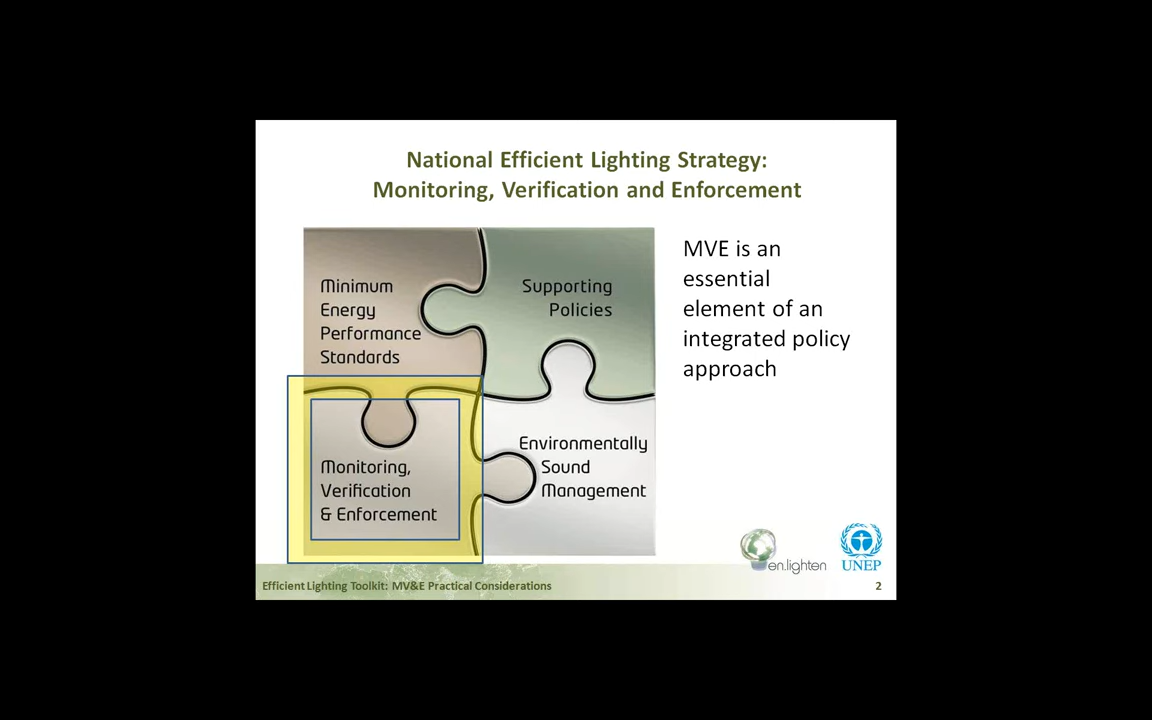 National Efficient Lighting Strategy:
Monitoring, Verification and Enforcement
Minimum
Energy
Performance
Standards
Supporting
Policies
Monitoring,
Verification
& Enforcement
Environmentally
Sound
Management
MVE is an
essential
element of an
integrated policy
approach
en.lighten
UNEP
Efficient Lighting Toolkit: MV&E Practical Considerations
2